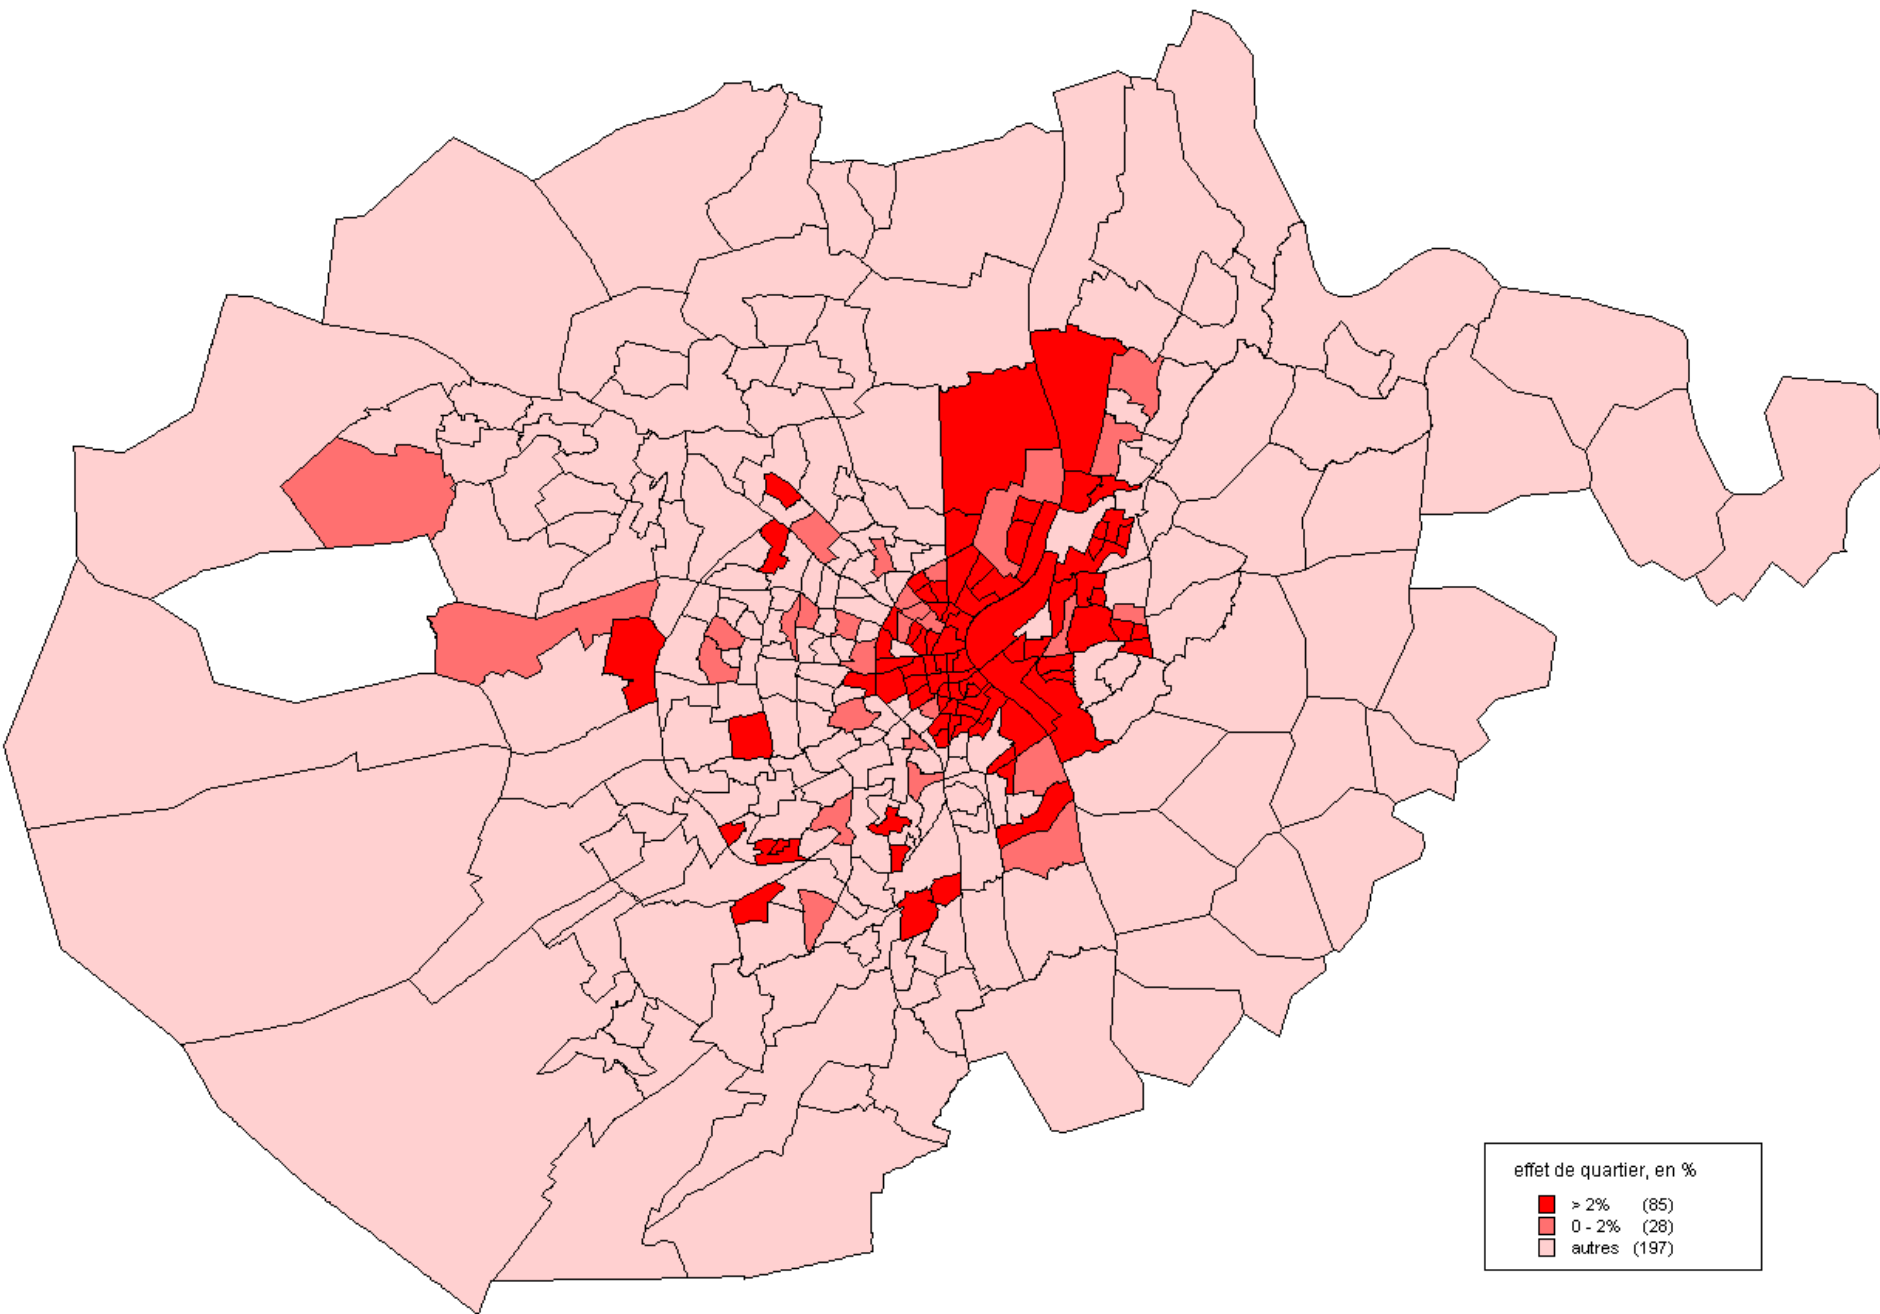 effet de quartier, en %
> 2% (85)
0 - 2% (28)
autres (197)